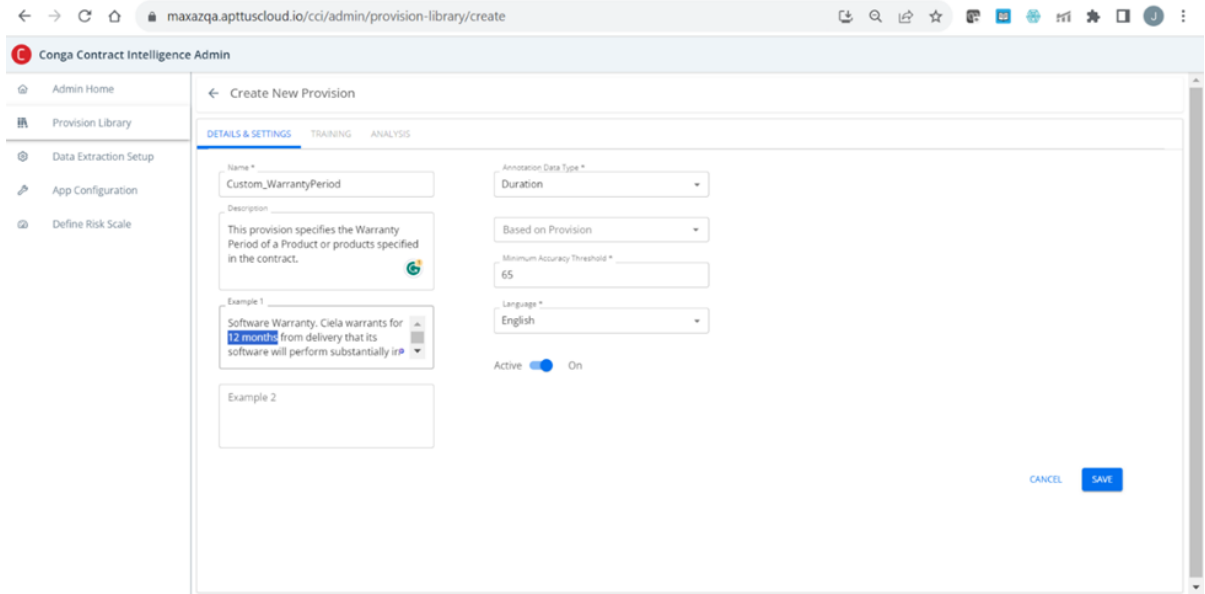 maxazqa.apttuscloud.io/cci/admin/provision-library/create
J
C Conga Contract Intelligence Admin
Admin Home
Provision Library
Data Extraction Setup
App Configuration
Define Risk Scale
← Create New Provision
DETAILS & SETTINGS TRAINING ANALYSIS
Name *
Custom_WarrantyPeriod
Description
This provision specifies the Warranty
Period of a Product or products specified
in the contract.
Example 1
Software Warranty. Ciela warrants for
12 months from delivery that its
software will perform substantially in
Example 2
Annotation Data Type *
Duration
Based on Provision
Minimum Accuracy Threshold *
65
Language *
English
Active On
CANCEL SAVE